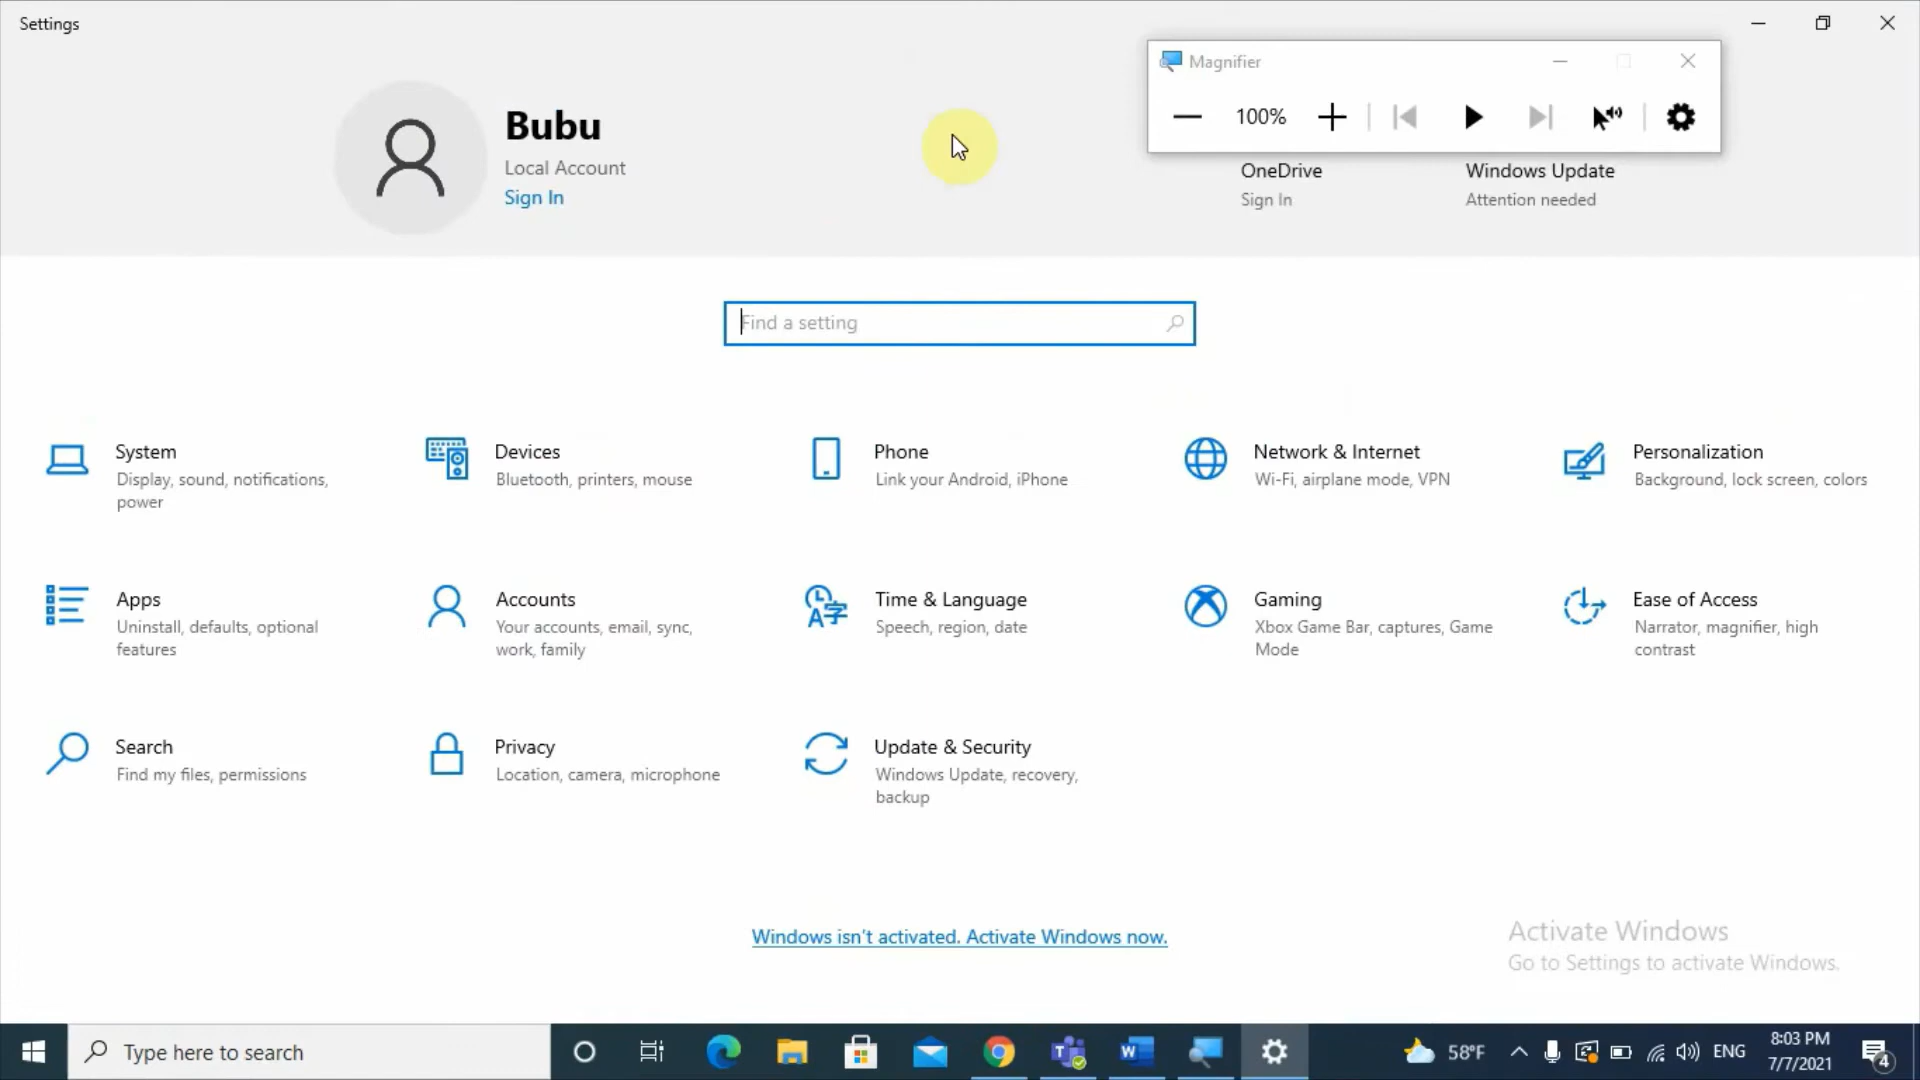 Settings
Magnifier
100%
Bubu
Local Account
Sign In
OneDrive
Sign In
Windows Update
Attention needed
Find a setting
System
Display, sound, notifications,
power
Devices
Bluetooth, printers, mouse
Phone
Link your Android, iPhone
Network & Internet
Wi-Fi, airplane mode, VPN
Personalization
Background, lock screen, colors
Apps
Uninstall, defaults, optional
features
Accounts
Your accounts, email, sync,
work, family
Time & Language
Speech, region, date
Gaming
Xbox Game Bar, captures, Game
Mode
Ease of Access
Narrator, magnifier, high
contrast
Search
Find my files, permissions
Privacy
Location, camera, microphone
Update & Security
Windows Update, recovery,
backup
Windows isn't activated. Activate Windows now.
Activate Windows
Go to Settings to activate Windows.
Type here to search
58°F
ENG
8:03 PM
7/7/2021
4